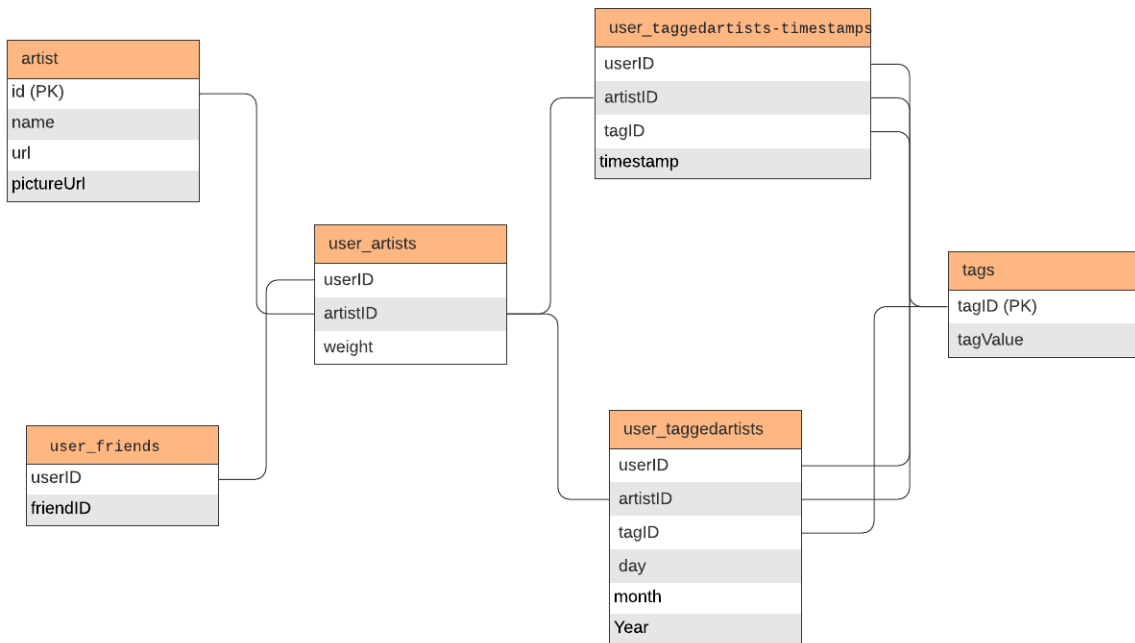 artist
id (PK)
name
url
pictureUrl
user_friends
userID
friendID
user_artists
userID
artistID
weight
user_taggedartists-timestamps
userID
artistID
tagID
timestamp
user_taggedartists
userID
artistID
tagID
day
month
Year
tags
tagID (PK)
tagValue